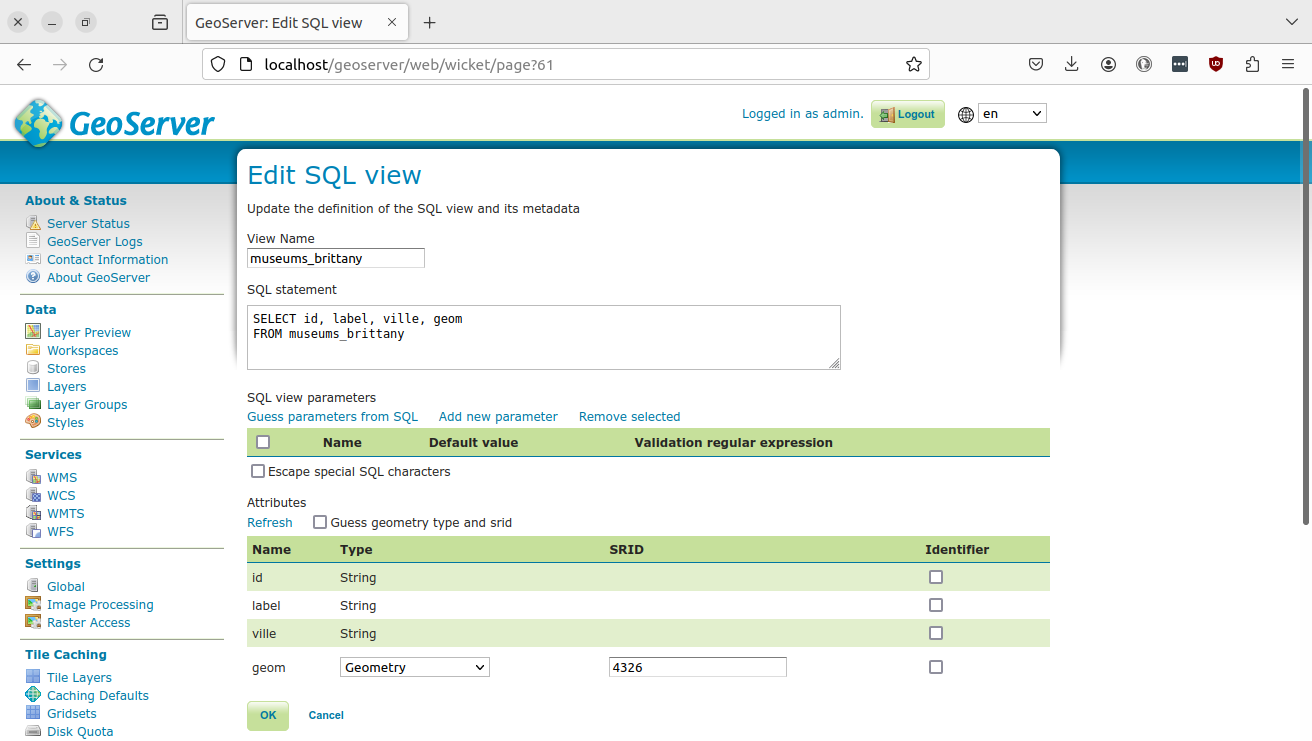 GeoServer: Edit SQL view
localhost/geoserver/web/wicket/page?61
GeoServer
Logged in as admin. Logout en
Edit SQL view
Update the definition of the SQL view and its metadata
View Name
museums_brittany
SQL statement
SELECT id, label, ville, geom
FROM museums_brittany
SQL view parameters
Guess parameters from SQL Add new parameter Remove selected
Name Default value Validation regular expression
Escape special SQL characters
Attributes
Refresh Guess geometry type and srid
Name Type SRID Identifier
id String
label String
ville String
geom Geometry 4326
OK Cancel
About & Status
Server Status
GeoServer Logs
Contact Information
About GeoServer
Data
Layer Preview
Workspaces
Stores
Layers
Layer Groups
Styles
Services
WMS
WCS
WMTS
WFS
Settings
Global
Image Processing
Raster Access
Tile Caching
Tile Layers
Caching Defaults
Gridsets
Disk Quota